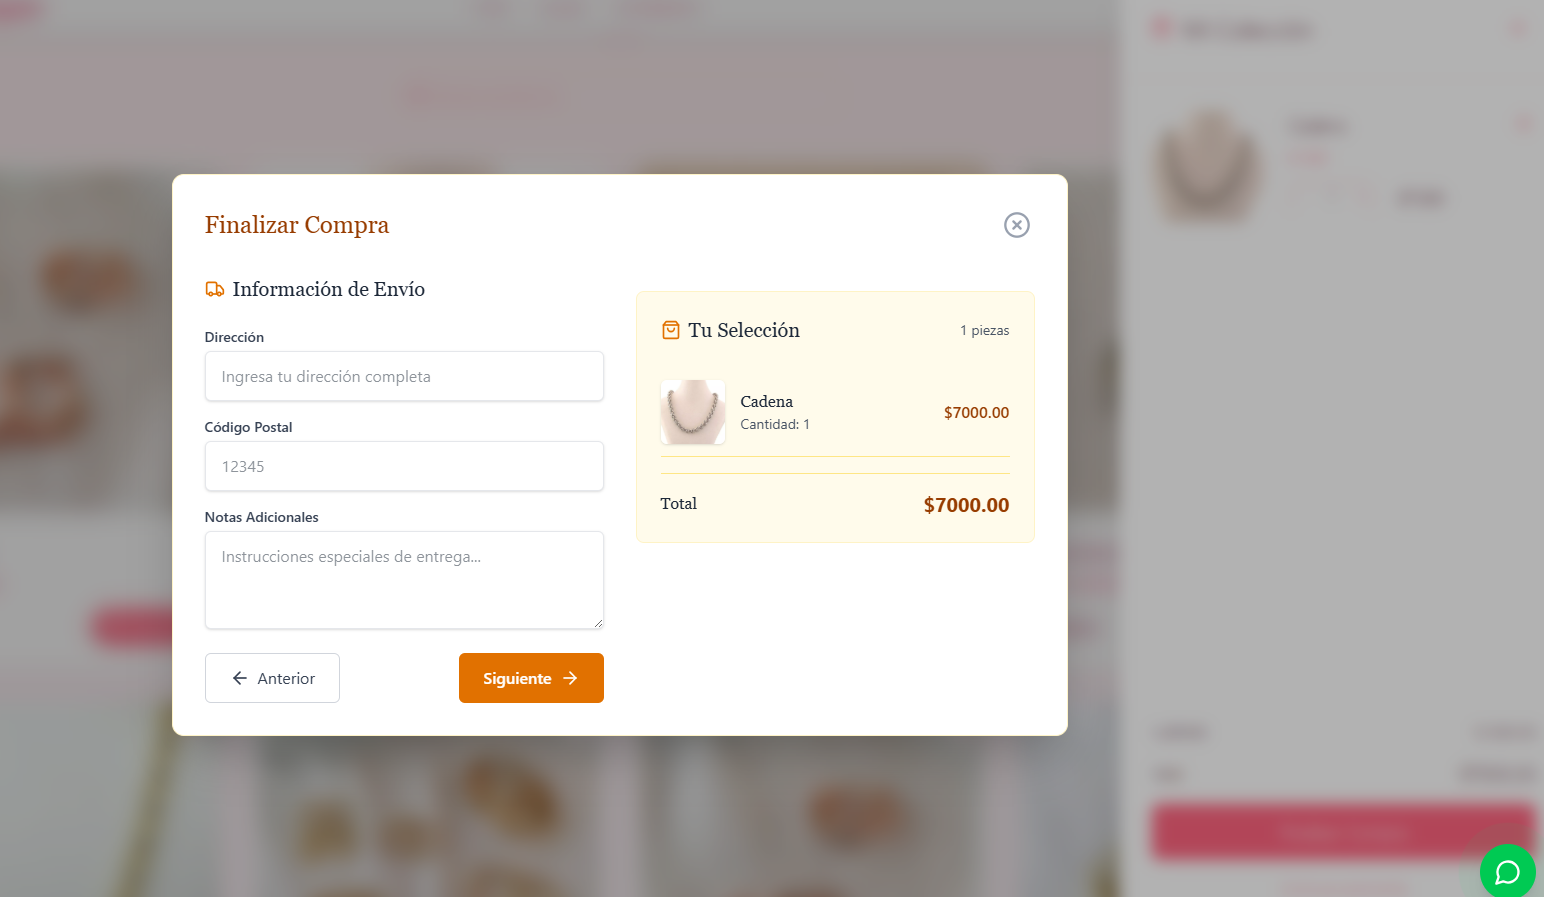 Finalizar Compra
Información de Envío
Dirección
Ingresa tu dirección completa
Código Postal
12345
Notas Adicionales
Instrucciones especiales de entrega...
Anterior
Siguiente
Tu Selección
1 piezas
Cadena
Cantidad: 1
$7000.00
Total
$7000.00